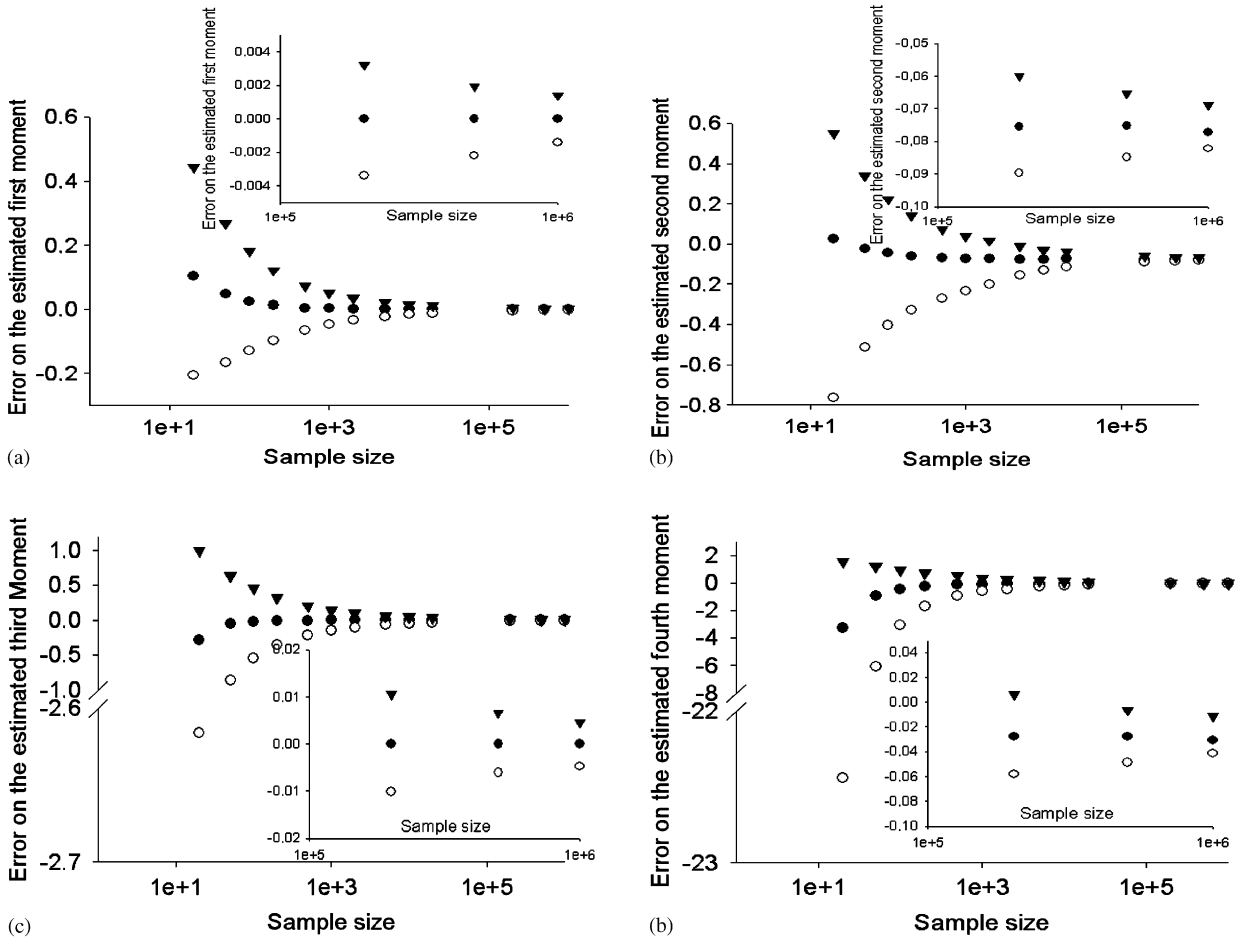 Error on the estimated first moment
0.6
0.4
0.2
0.0
-0.2
1e+1
1e+3
1e+5
Sample size
(a)
Error on the estimated first moment
0.004
0.002
0.000
-0.002
-0.004
1e+5
Sample size
1e+6
Error on the estimated second moment
0.6
0.4
0.2
0.0
-0.2
-0.4
-0.6
-0.8
1e+1
1e+3
1e+5
Sample size
(b)
Error on the estimated second moment
-0,05
-0,06
-0,07
-0,08
-0,09
-0,10
1e+5
Sample size
1e+6
Error on the estimated third Moment
1.0
0.5
0.0
-0.5
-1.0
-2.6
-2.7
1e+1
1e+3
1e+5
Sample size
(c)
0.02
0.01
0.00
-0.01
-0.02
1e+5
Sample size
1e+6
Error on the estimated fourth moment
2
0
-2
-4
-6
-8
-22
-23
1e+1
1e+3
1e+5
Sample size
(b)
0.04
0.02
0.00
-0.02
-0.04
-0.06
-0.08
-0.10
1e+5
Sample size
1e+6